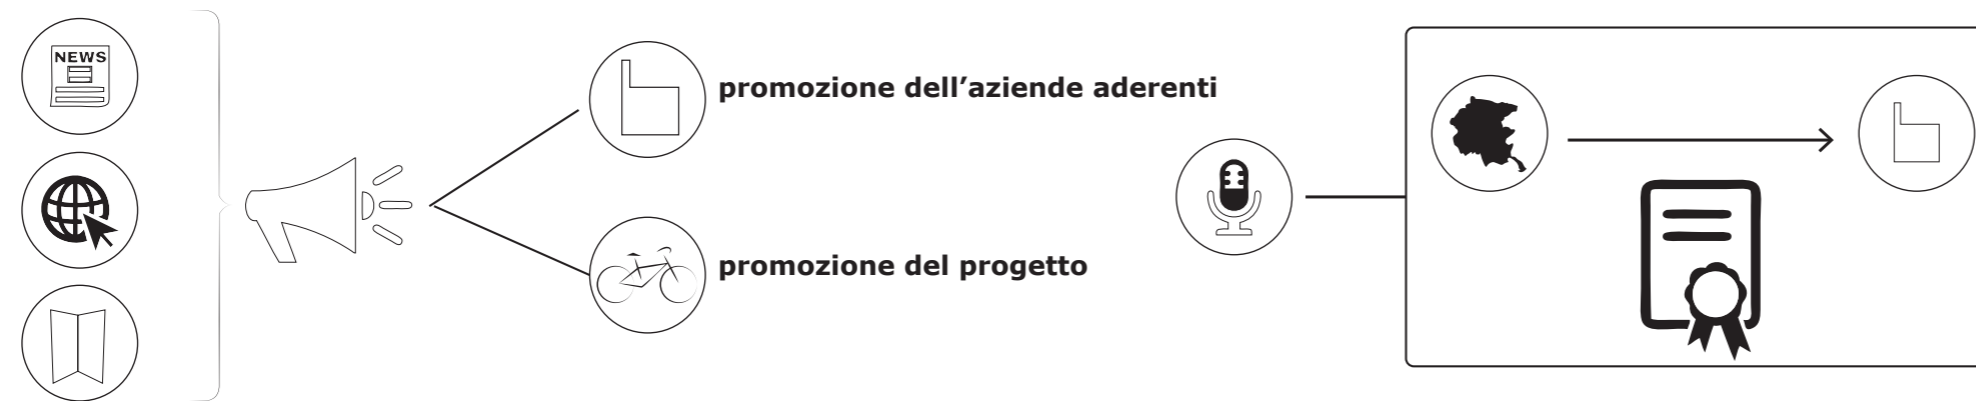 NEWS
promozione dell’aziende aderenti
promozione del progetto